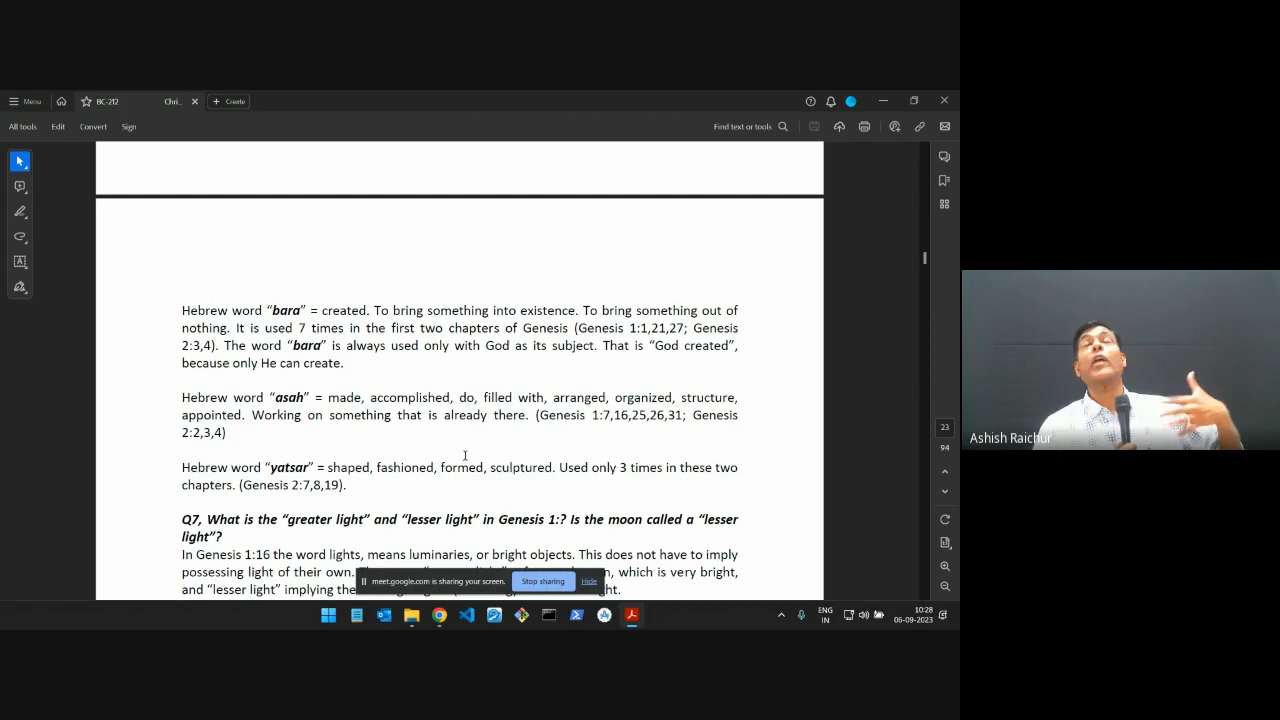 Menu
BC-212
Chri...
Create
All tools
Edit
Convert
Sign
Find text or tools
Hebrew word “bara” = created. To bring something into existence. To bring something out of
nothing. It is used 7 times in the first two chapters of Genesis (Genesis 1:1,21,27; Genesis
2:3,4). The word “bara” is always used only with God as its subject. That is “God created”,
because only He can create.
Hebrew word “asah” = made, accomplished, do, filled with, arranged, organized, structure,
appointed. Working on something that is already there. (Genesis 1:7,16,25,26,31; Genesis
2:2,3,4)
Hebrew word “yatsar” = shaped, fashioned, formed, sculptured. Used only 3 times in these two
chapters. (Genesis 2:7,8,19).
Q7, What is the “greater light” and “lesser light” in Genesis 1:? Is the moon called a “lesser
light”?
In Genesis 1:16 the word lights, means luminaries, or bright objects. This does not have to imply
possessing light of their own. which is very bright,
and “lesser light” implying the
meet.google.com is sharing your screen.
Stop sharing
Hide
23
94
Ashish Raichur
ENG
IN
10:28
06-09-2023